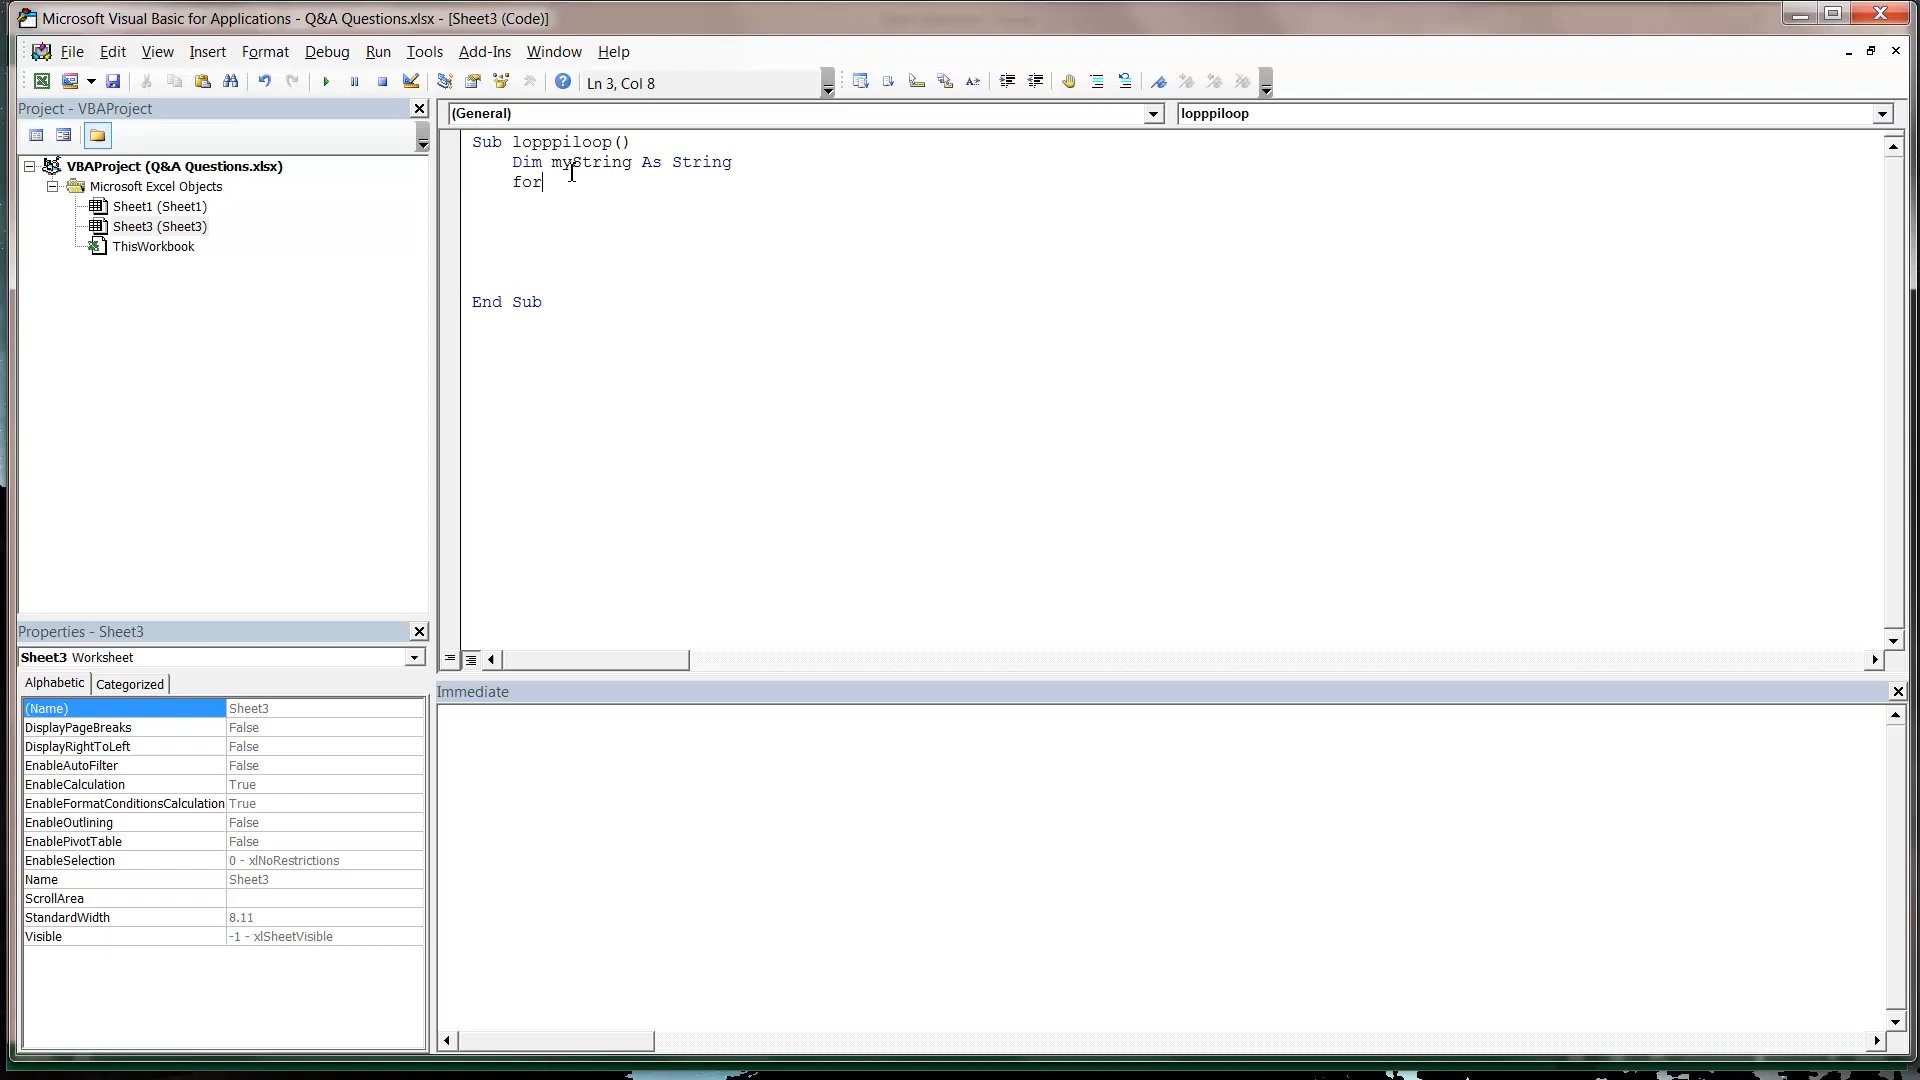 Microsoft Visual Basic for Applications - Q&A Questions.xlsx - [Sheet3 (Code)]
File Edit View Insert Format Debug Run Tools Add-Ins Window Help
Ln 3, Col 8
Project - VBAProject
(General) lopppiloop
VBAProject (Q&A Questions.xlsx)
Microsoft Excel Objects
Sheet1 (Sheet1)
Sheet3 (Sheet3)
ThisWorkbook
Sub lopppiloop()
Dim myString As String
for
End Sub
Properties - Sheet3
Sheet3 Worksheet
Alphabetic Categorized
(Name) Sheet3
DisplayPageBreaks False
DisplayRightToLeft False
EnableAutoFilter False
EnableCalculation True
EnableFormatConditionsCalculation True
EnableOutlining False
EnablePivotTable False
EnableSelection 0 - xlNoRestrictions
Name Sheet3
ScrollArea
StandardWidth 8.11
Visible -1 - xlSheetVisible
Immediate